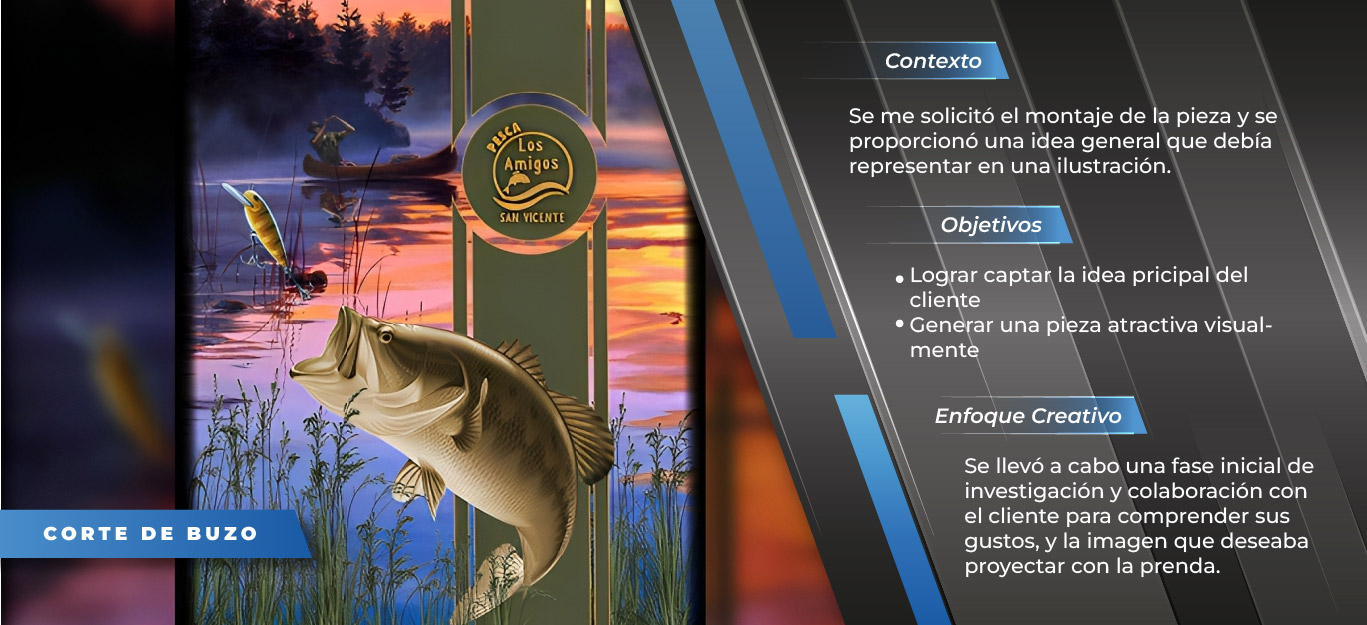 PESCA
Los
Amigos
SAN VICENTE
CORTE DE BUZO
Contexto
Se me solicitó el montaje de la pieza y se
proporcionó una idea general que debía
representar en una ilustración.
Objetivos
• Lograr captar la idea pricipal del
cliente
• Generar una pieza atractiva visual-
mente
Enfoque Creativo
Se llevó a cabo una fase inicial de
investigación y colaboración con
el cliente para comprender sus
gustos, y la imagen que deseaba
proyectar con la prenda.